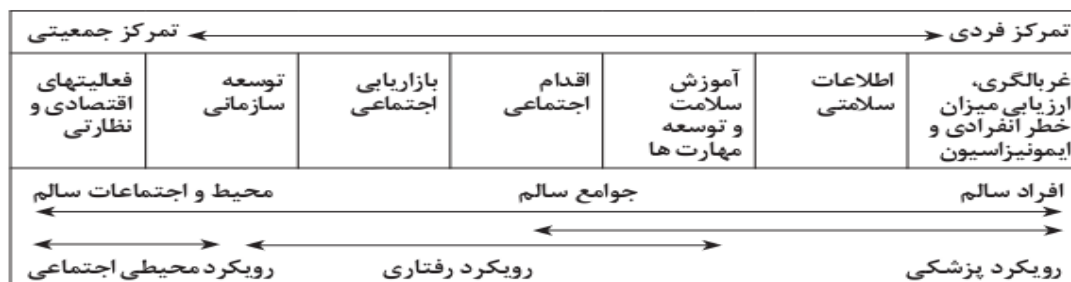 تمرکز فردی تمرکز جمعیتی
غربالگری،
ارزیابی میزان
خطر انفرادی و
ایمونیزاسیون
اطلاعات
سلامتی
آموزش
سلامت
و توسعه
مهارت ها
اقدام
اجتماعی
بازاریابی
اجتماعی
توسعه
سازمانی
فعالیتهای
اقتصادی و
نظارتی
افراد سالم جوامع سالم محیط و اجتماعات سالم
رویکرد پزشکی رویکرد رفتاری رویکرد محیطی اجتماعی